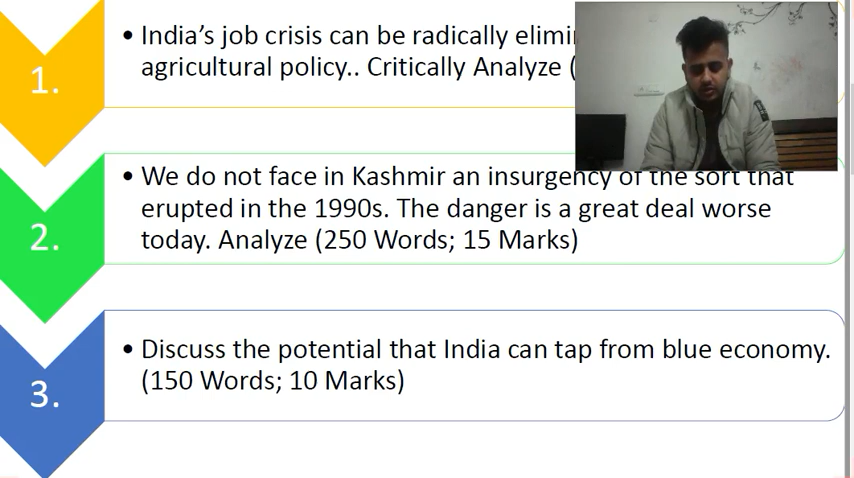 1.
• India’s job crisis can be radically
agricultural policy.. Critically Analyze (
2.
• We do not face in Kashmir an insurgency of the sort that
erupted in the 1990s. The danger is a great deal worse
today. Analyze (250 Words; 15 Marks)
3.
• Discuss the potential that India can tap from blue economy.
(150 Words; 10 Marks)